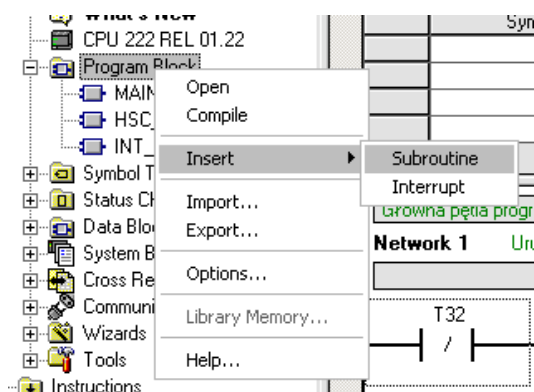 What's New
CPU 222 REL 01.22
Program Block
MAIN
HSC_
INT_
Symbol T
Status Ch
Data Bloc
System B
Cross Re
Communi
Wizards
Tools
Instructions
Open
Compile
Insert
Import...
Export...
Options...
Library Memory...
Help...
Subroutine
Interrupt
Sym
Główna pętla progr
Network 1 Uru
T32
/